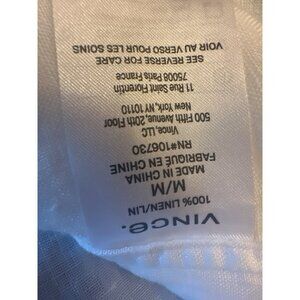 VINCE.
100% LINEN/LIN
M/M
MADE IN CHINA
FABRIQUÉ EN CHINE
RN#106730
Vince, LLC
500 Fifth Avenue, 20th Floor
New York, NY 10110
11 Rue Saint Florentin
75008 Paris France
SEE REVERSE FOR CARE
VOIR AU VERSO POUR LES SOINS